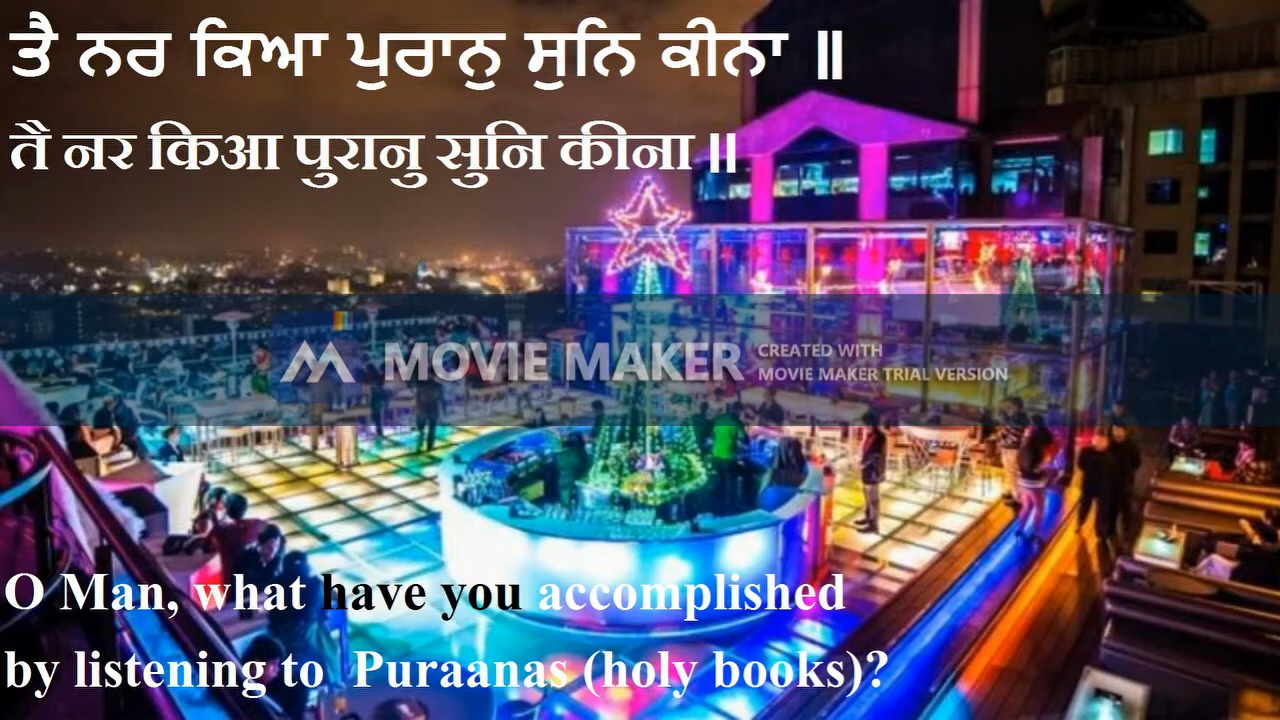 ਤੈ ਨਰ ਕਿਆ ਪੁਰਾਨੁ ਸੁਨਿ ਕੀਨਾ ॥
तै नर किआ पुरानु सुनि कीना ॥
MOVIE MAKER
CREATED WITH
MOVIE MAKER TRIAL VERSION
O Man, what have you accomplished
by listening to Puraanas (holy books)?